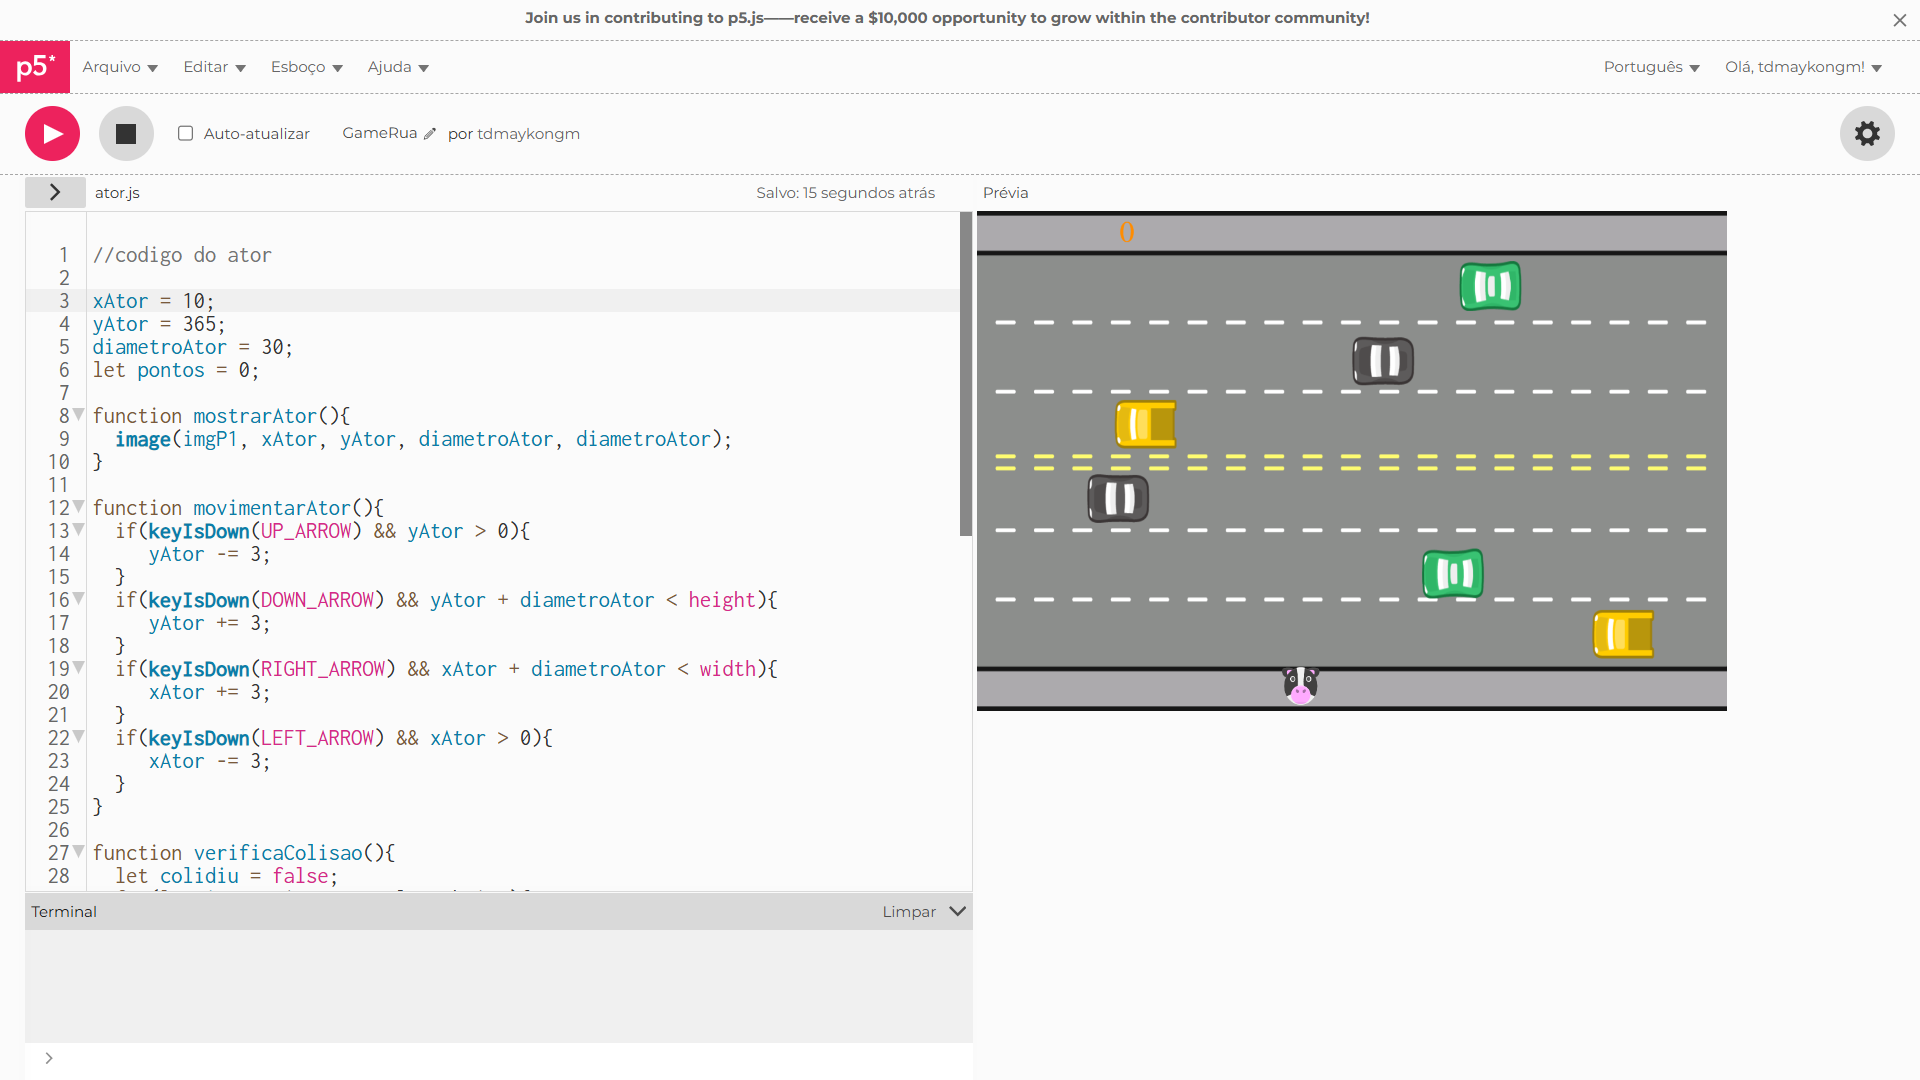 Join us in contributing to p5.js——receive a $10,000 opportunity to grow within the contributor community!
p5* Arquivo Editar Esboço Ajuda Português Olá, tdmaykongm!
Auto-atualizar GameRua por tdmaykongm
ator.js Salvo: 15 segundos atrás Prévia
0
1 //codigo do ator
2
3 xAtor = 10;
4 yAtor = 365;
5 diametroAtor = 30;
6 let pontos = 0;
7
8 function mostrarAtor(){
9 image(imgP1, xAtor, yAtor, diametroAtor, diametroAtor);
10 }
11
12 function movimentarAtor(){
13 if(keyIsDown(UP_ARROW) && yAtor > 0){
14 yAtor -= 3;
15 }
16 if(keyIsDown(DOWN_ARROW) && yAtor + diametroAtor < height){
17 yAtor += 3;
18 }
19 if(keyIsDown(RIGHT_ARROW) && xAtor + diametroAtor < width){
20 xAtor += 3;
21 }
22 if(keyIsDown(LEFT_ARROW) && xAtor > 0){
23 xAtor -= 3;
24 }
25 }
26
27 function verificaColisao(){
28 let colidiu = false;
Terminal Limpar
>